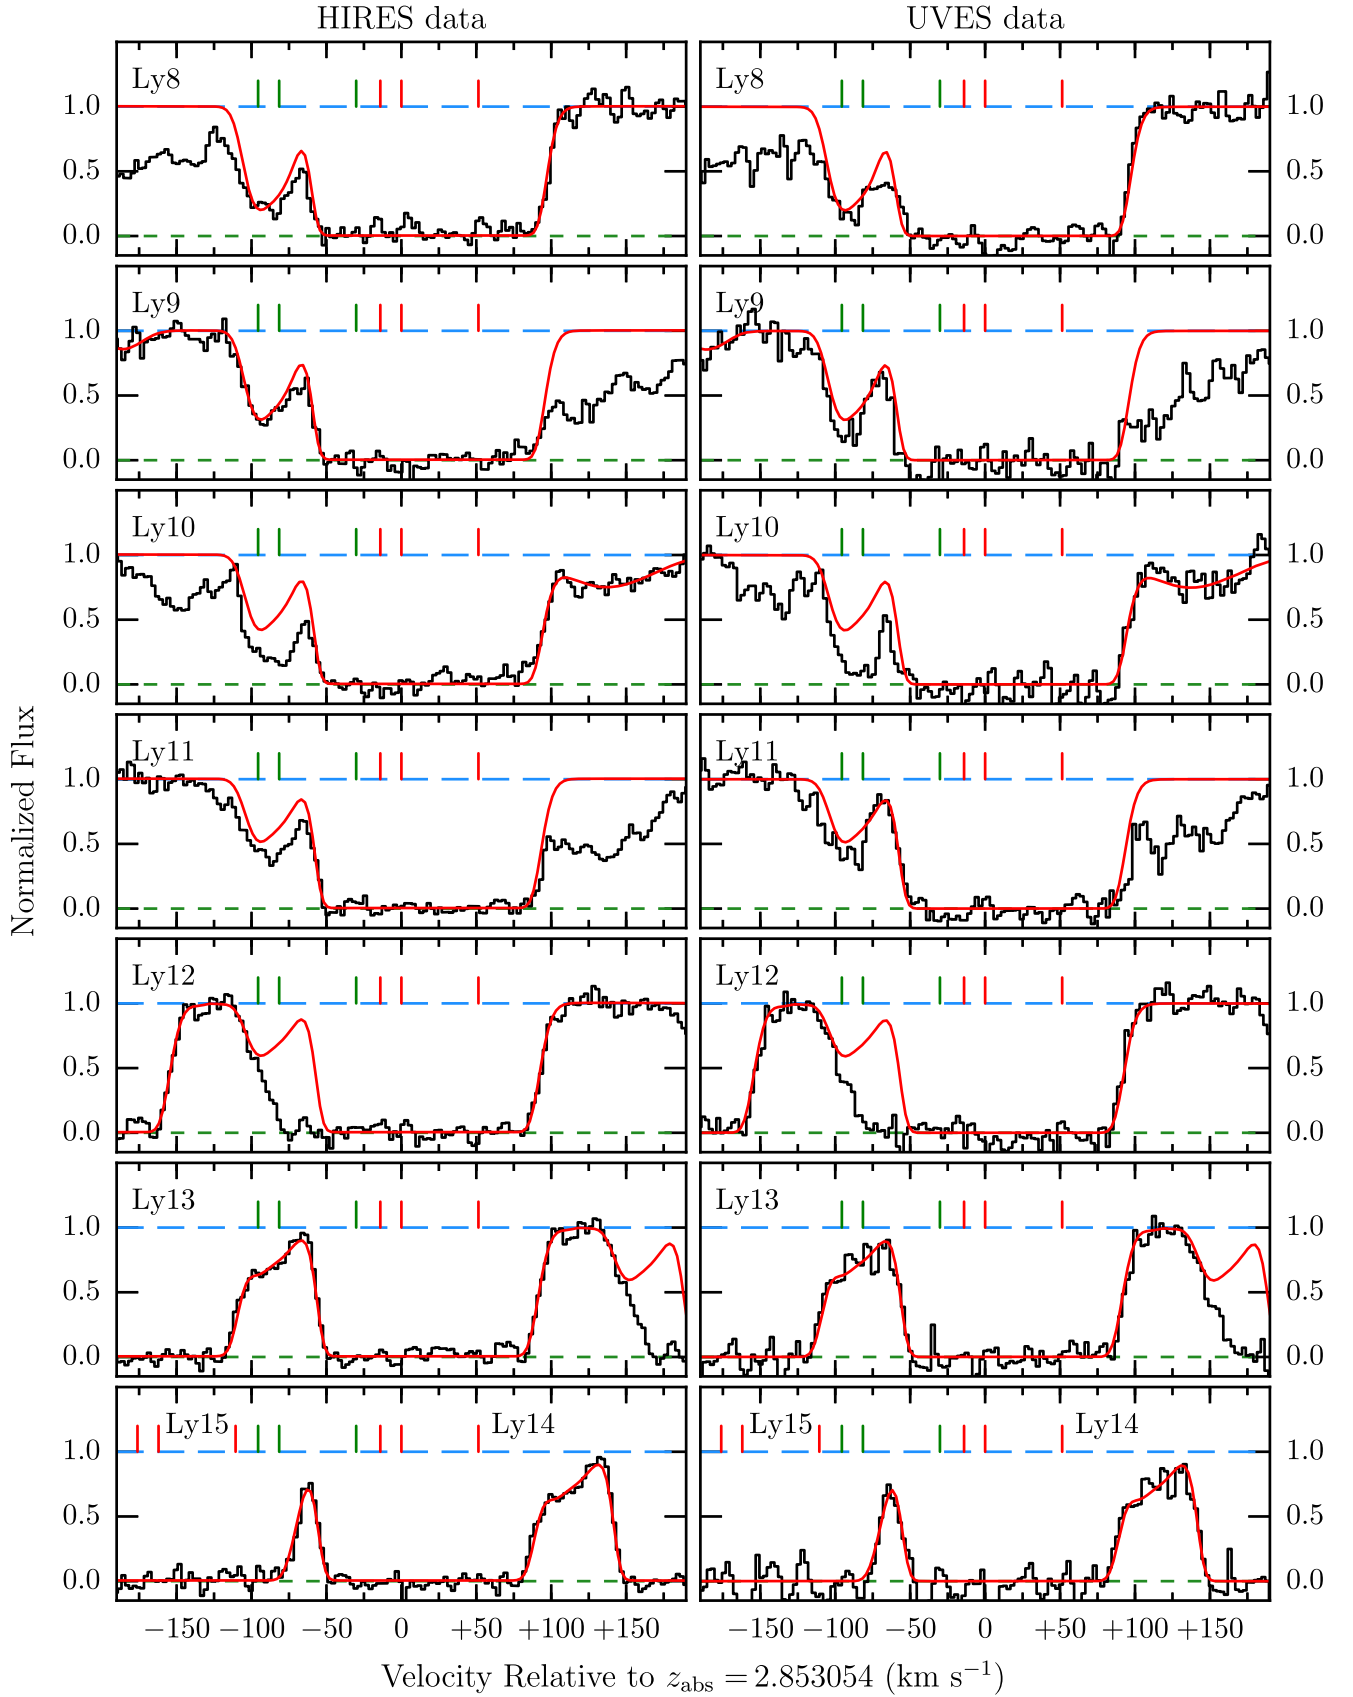 HIRES data
UVES data
Normalized Flux
Ly8
Ly8
1.0
0.5
0.0
1.0
0.5
0.0
Ly9
Ly9
1.0
0.5
0.0
1.0
0.5
0.0
Ly10
Ly10
1.0
0.5
0.0
1.0
0.5
0.0
Ly11
Ly11
1.0
0.5
0.0
1.0
0.5
0.0
Ly12
Ly12
1.0
0.5
0.0
1.0
0.5
0.0
Ly13
Ly13
1.0
0.5
0.0
1.0
0.5
0.0
Ly15
Ly14
Ly15
Ly14
1.0
0.5
0.0
1.0
0.5
0.0
−150 −100 −50 0 +50 +100 +150
−150 −100 −50 0 +50 +100 +150
Velocity Relative to z_abs = 2.853054 (km s⁻¹)